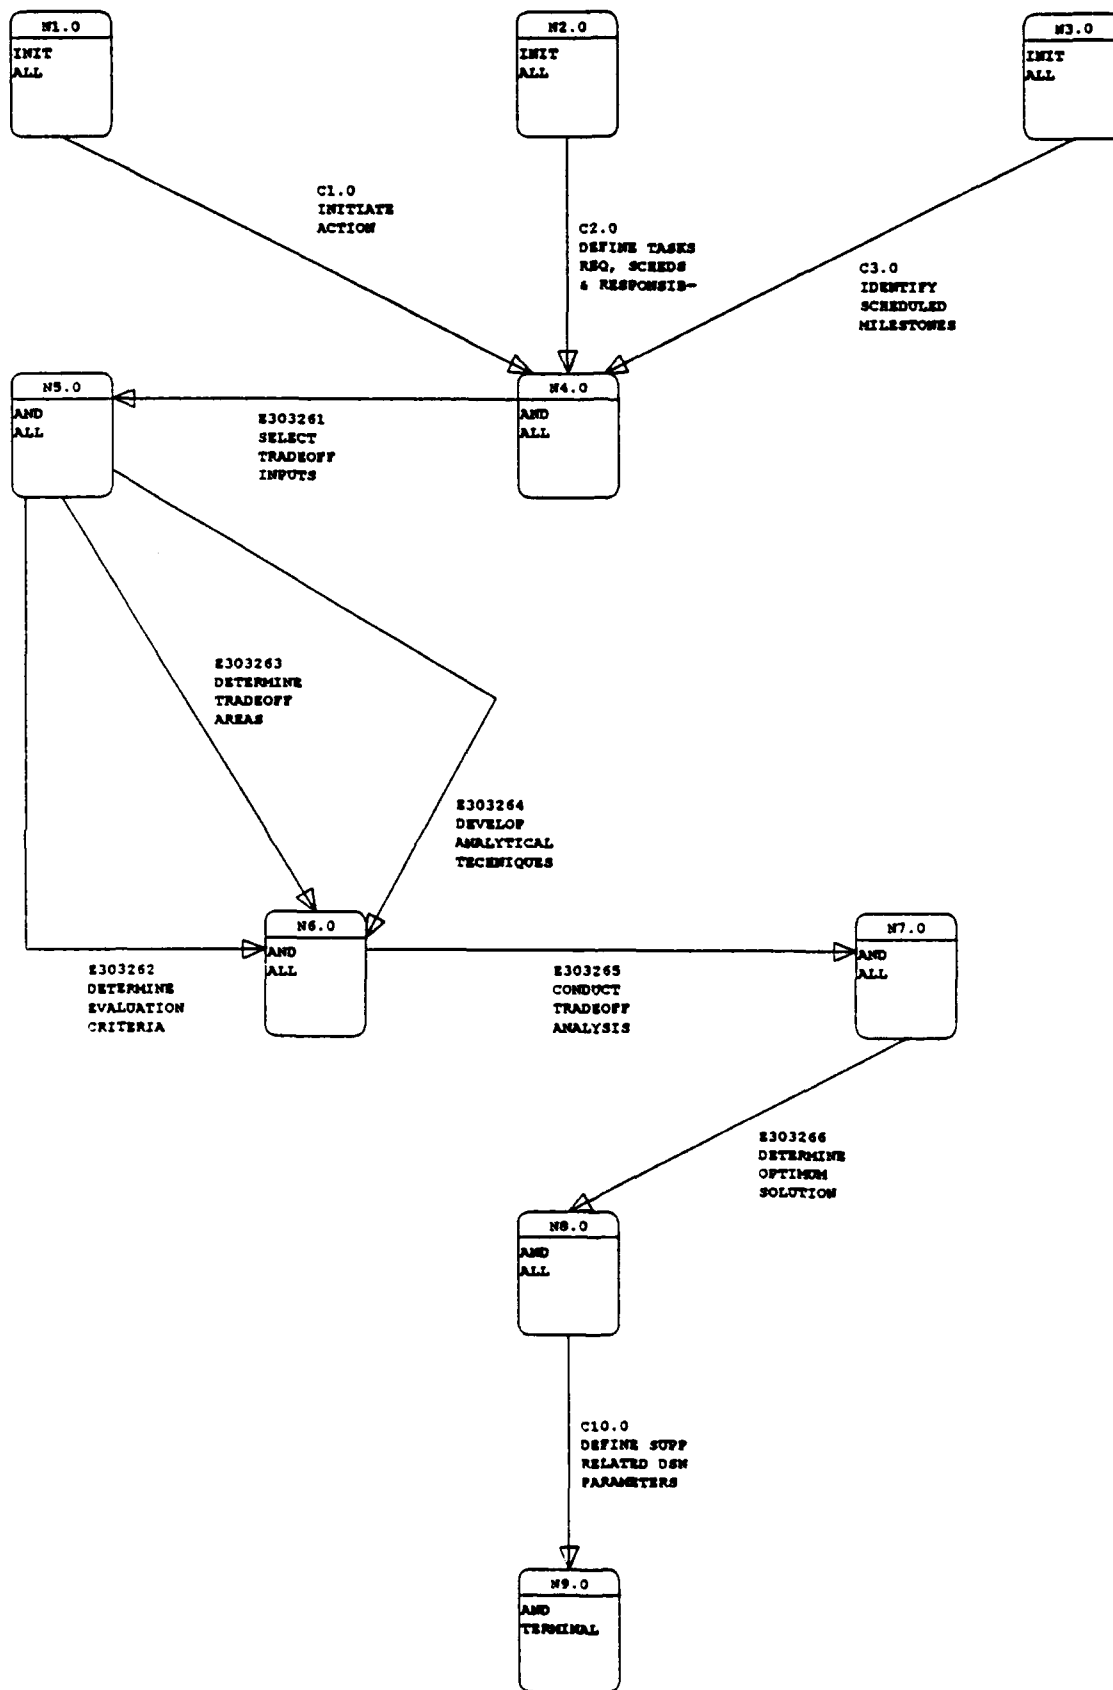 N1.0
INIT
ALL
N2.0
INIT
ALL
N3.0
INIT
ALL
C1.0
INITIATE
ACTION
C2.0
DEFINE TASKS
REQ, SCHEDS
& RESPONSIB-
C3.0
IDENTIFY
SCHEDULED
MILESTONES
N5.0
AND
ALL
N4.0
AND
ALL
E303261
SELECT
TRADEOFF
INPUTS
E303263
DETERMINE
TRADEOFF
AREAS
E303264
DEVELOP
ANALYTICAL
TECHNIQUES
N6.0
AND
ALL
N7.0
AND
ALL
E303262
DETERMINE
EVALUATION
CRITERIA
E303265
CONDUCT
TRADEOFF
ANALYSIS
E303266
DETERMINE
OPTIMUM
SOLUTION
N8.0
AND
ALL
C10.0
DEFINE SUPP
RELATED DSN
PARAMETERS
N9.0
AND
TERMINAL